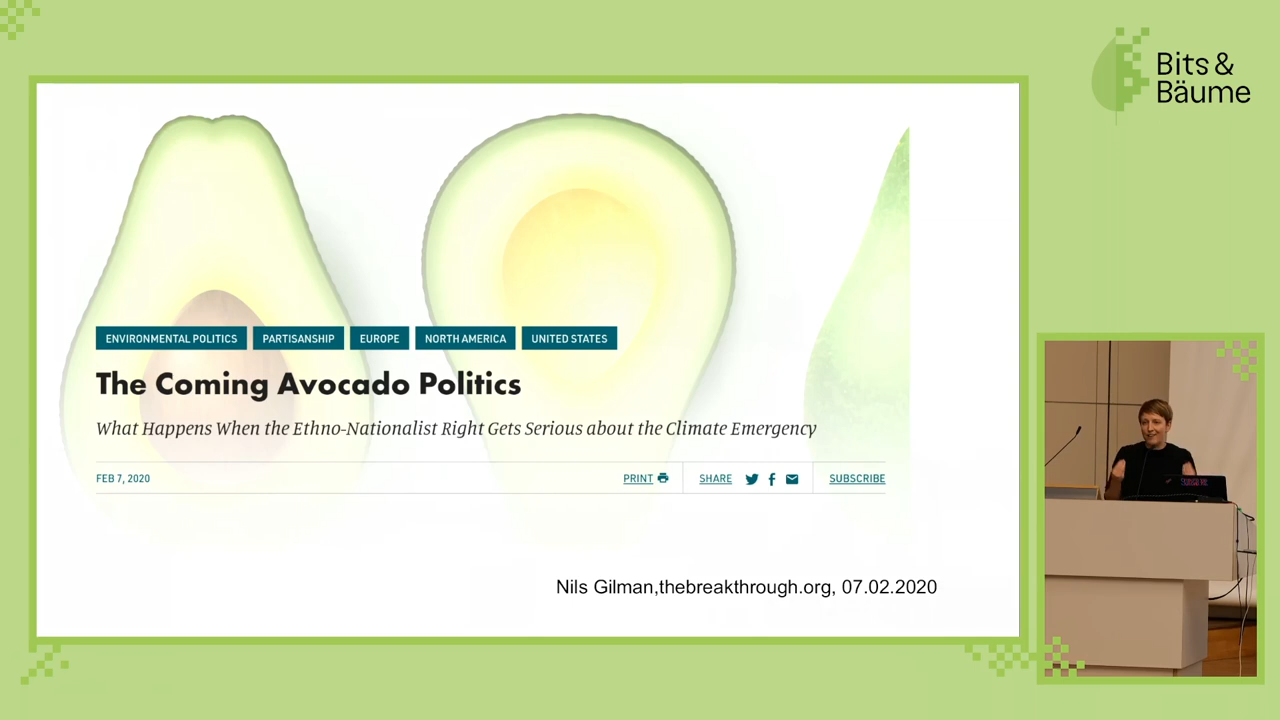 Bits &
Bäume
ENVIRONMENTAL POLITICS PARTISANSHIP EUROPE NORTH AMERICA UNITED STATES
The Coming Avocado Politics
What Happens When the Ethno-Nationalist Right Gets Serious about the Climate Emergency
FEB 7, 2020 PRINT SHARE SUBSCRIBE
Nils Gilman,thebreakthrough.org, 07.02.2020